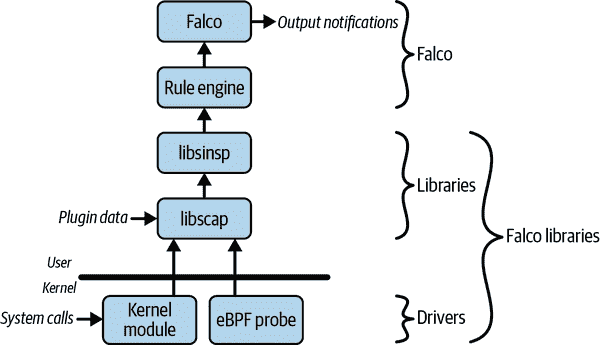 Falco
Output notifications
Falco
Rule engine
libsinsp
Libraries
Plugin data
libscap
Falco libraries
User
Kernel
System calls
Kernel
module
eBPF probe
Drivers